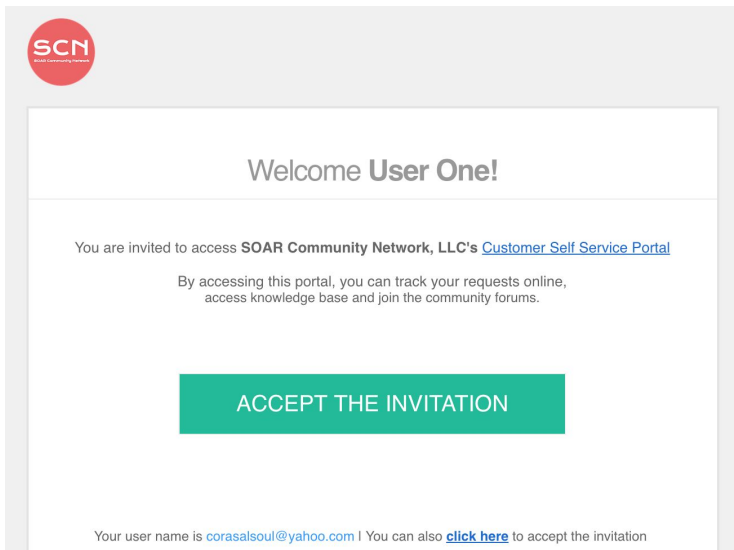 SCN
SOAR Community Network
Welcome User One!
You are invited to access SOAR Community Network, LLC's Customer Self Service Portal
By accessing this portal, you can track your requests online,
access knowledge base and join the community forums.
ACCEPT THE INVITATION
Your user name is corasalsoul@yahoo.com I You can also click here to accept the invitation